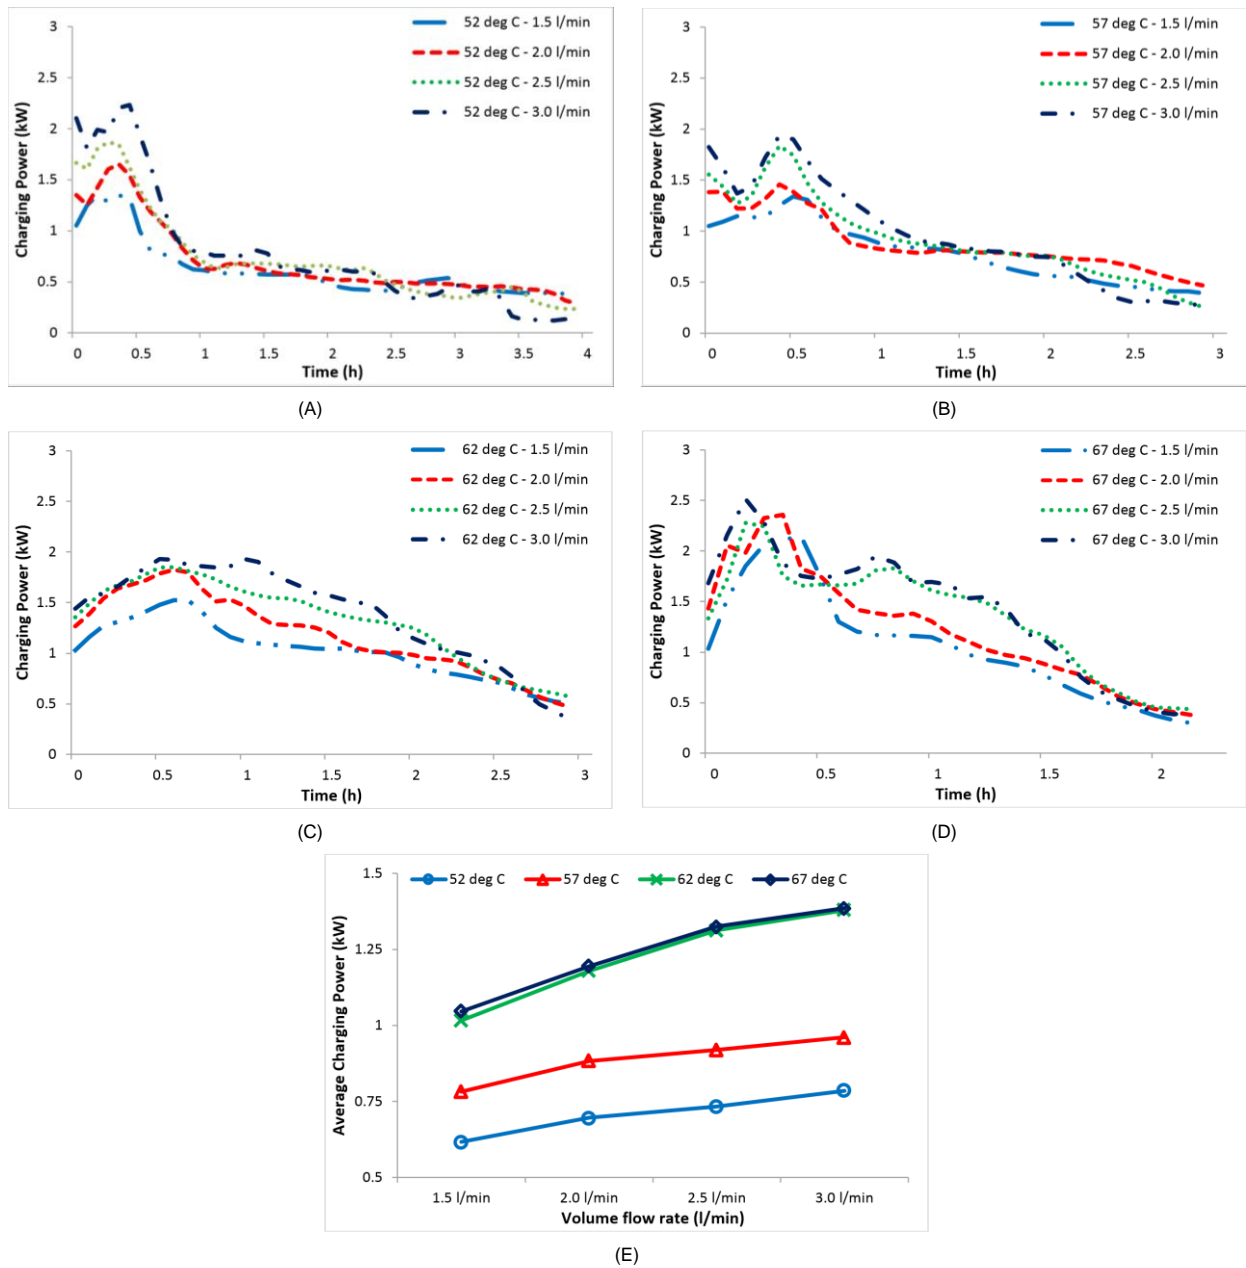 52 deg C - 1.5 l/min
52 deg C - 2.0 l/min
52 deg C - 2.5 l/min
52 deg C - 3.0 l/min
Charging Power (kW)
3
2.5
2
1.5
1
0.5
0
0 0.5 1 1.5 2 2.5 3 3.5 4
Time (h)
(A)
57 deg C - 1.5 l/min
57 deg C - 2.0 l/min
57 deg C - 2.5 l/min
57 deg C - 3.0 l/min
Charging Power (kW)
3
2.5
2
1.5
1
0.5
0
0 0.5 1 1.5 2 2.5 3
Time (h)
(B)
62 deg C - 1.5 l/min
62 deg C - 2.0 l/min
62 deg C - 2.5 l/min
62 deg C - 3.0 l/min
Charging Power (kW)
3
2.5
2
1.5
1
0.5
0
0 0.5 1 1.5 2 2.5 3
Time (h)
(C)
67 deg C - 1.5 l/min
67 deg C - 2.0 l/min
67 deg C - 2.5 l/min
67 deg C - 3.0 l/min
Charging Power (kW)
3
2.5
2
1.5
1
0.5
0
0 0.5 1 1.5 2
Time (h)
(D)
52 deg C 57 deg C 62 deg C 67 deg C
Average Charging Power (kW)
1.5
1.25
1
0.75
0.5
1.5 l/min 2.0 l/min 2.5 l/min 3.0 l/min
Volume flow rate (l/min)
(E)